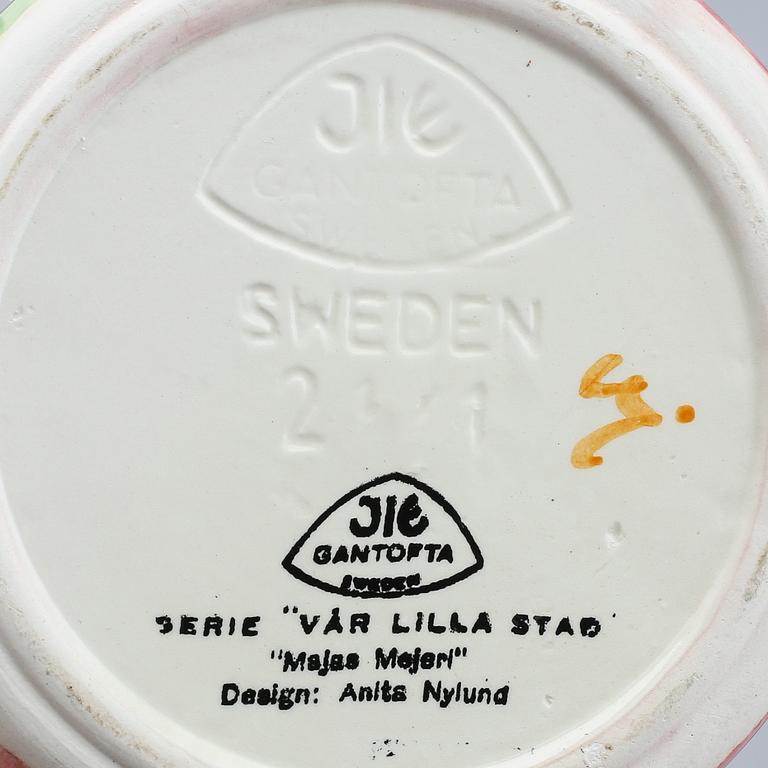 JIE
GANTOFTA
SWEDEN
SWEDEN
JIE
GANTOFTA
SWEDEN
SERIE "VÅR LILLA STAD"
"Majas Mejeri"
Design: Anita Nylund